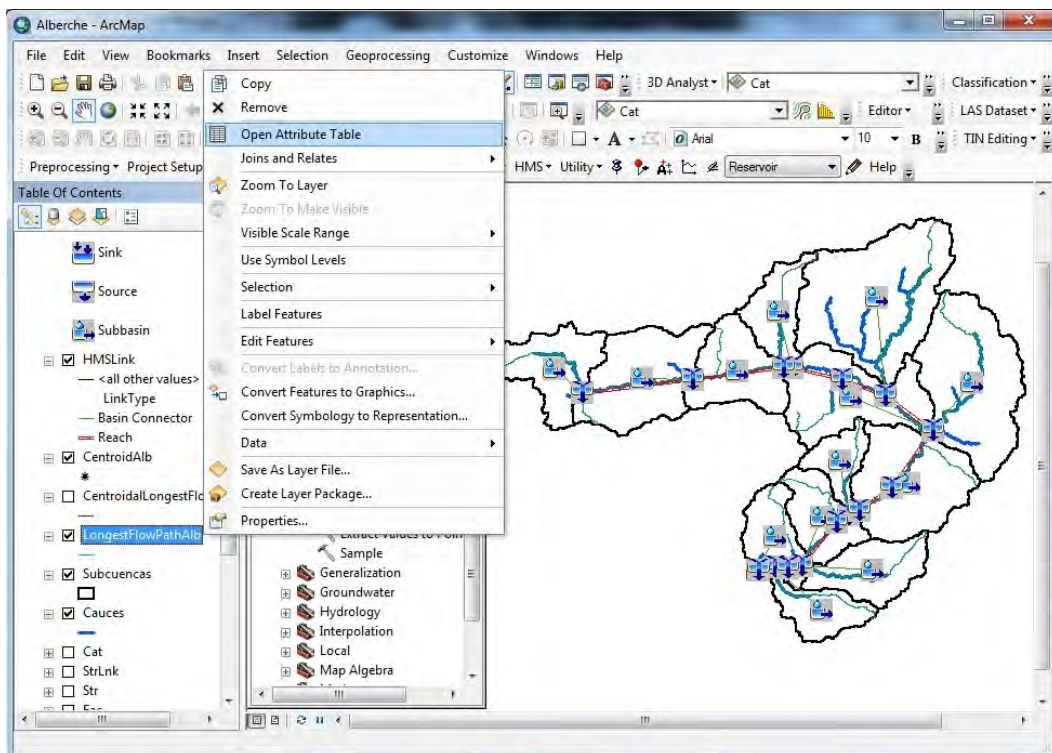 Alberche - ArcMap
File Edit View Bookmarks Insert Selection Geoprocessing Customize Windows Help
3D Analyst Cat Classification
Cat Editor LAS Dataset
Arial 10 B TIN Editing
Preprocessing Project Setup HMS Utility Reservoir Help
Table Of Contents
Sink
Source
Subbasin
HMSLink
<all other values>
LinkType
Basin Connector
Reach
CentroidAlb
CentroidalLongestFlo
LongestFlowPathAlb
Subcuencas
Cauces
Cat
StrLnk
Str
Copy
Remove
Open Attribute Table
Joins and Relates
Zoom To Layer
Zoom To Make Visible
Visible Scale Range
Use Symbol Levels
Selection
Label Features
Edit Features
Convert Labels to Annotation...
Convert Features to Graphics...
Convert Symbology to Representation...
Data
Save As Layer File...
Create Layer Package...
Properties...
Extract Values to Poin
Sample
Generalization
Groundwater
Hydrology
Interpolation
Local
Map Algebra